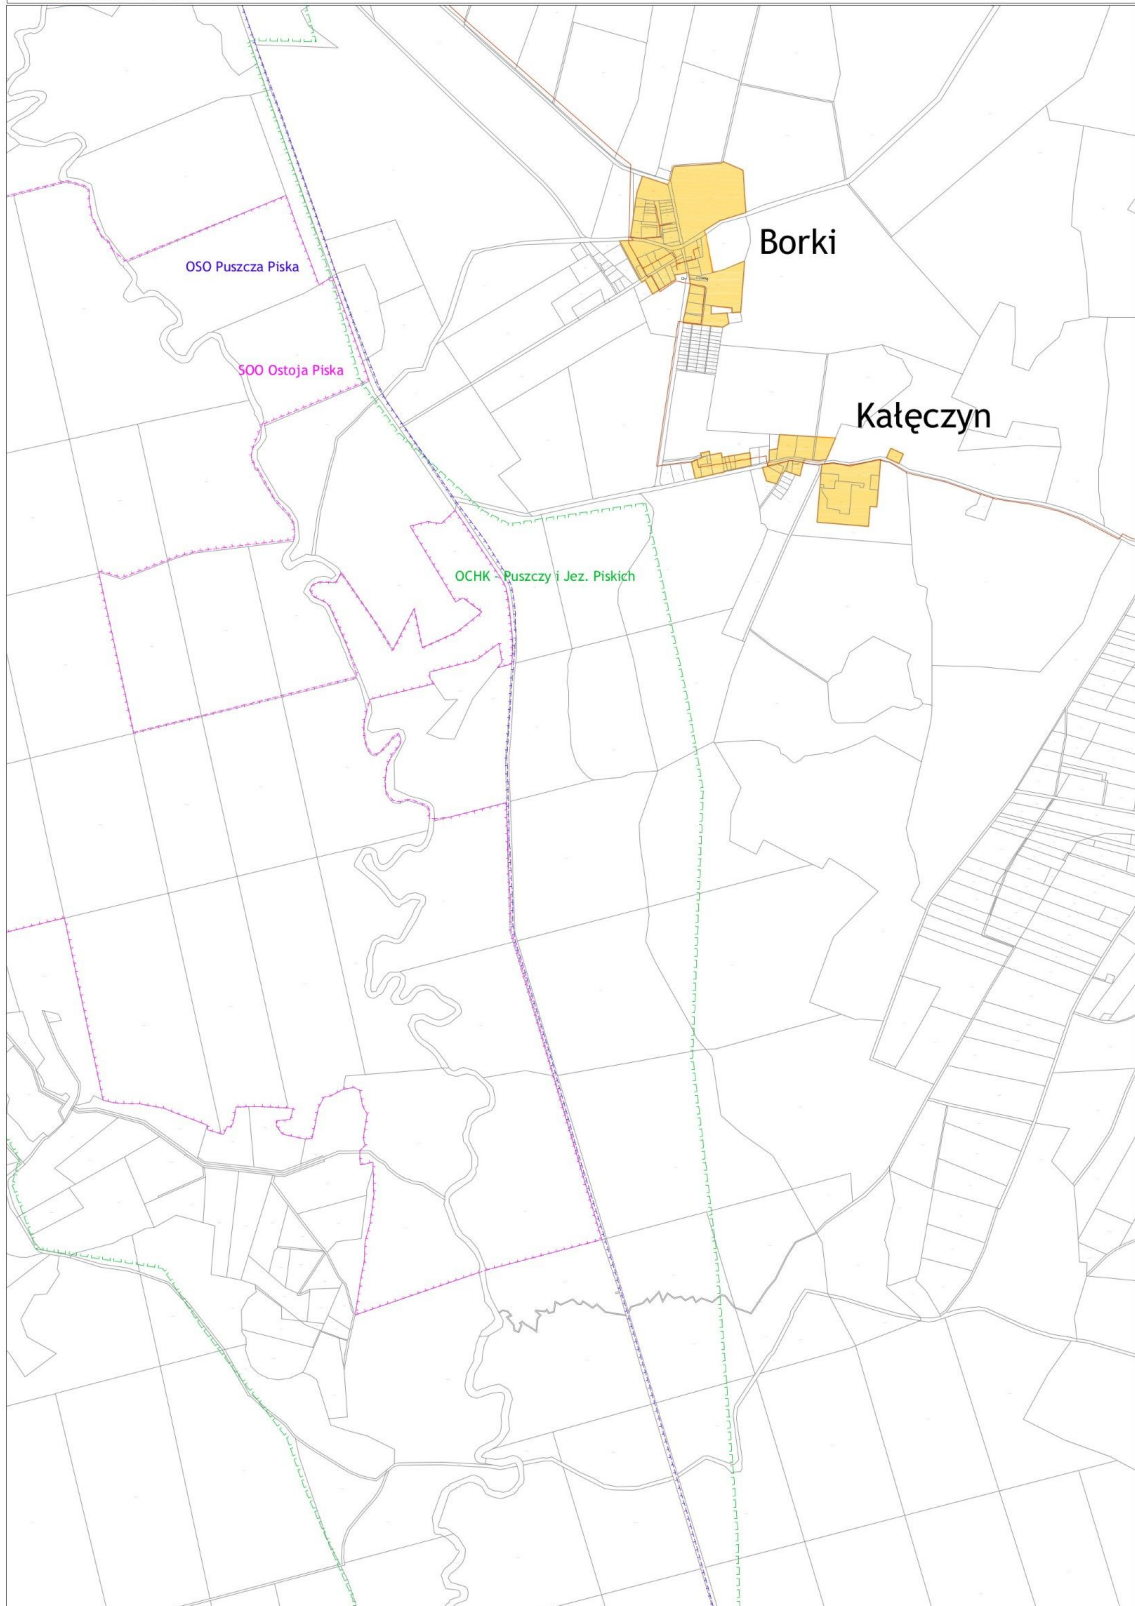 Borki
OSO Puszcza Piska
SOO Ostoja Piska
Kałęczyn
OCHK - Puszczy i Jez. Piskich